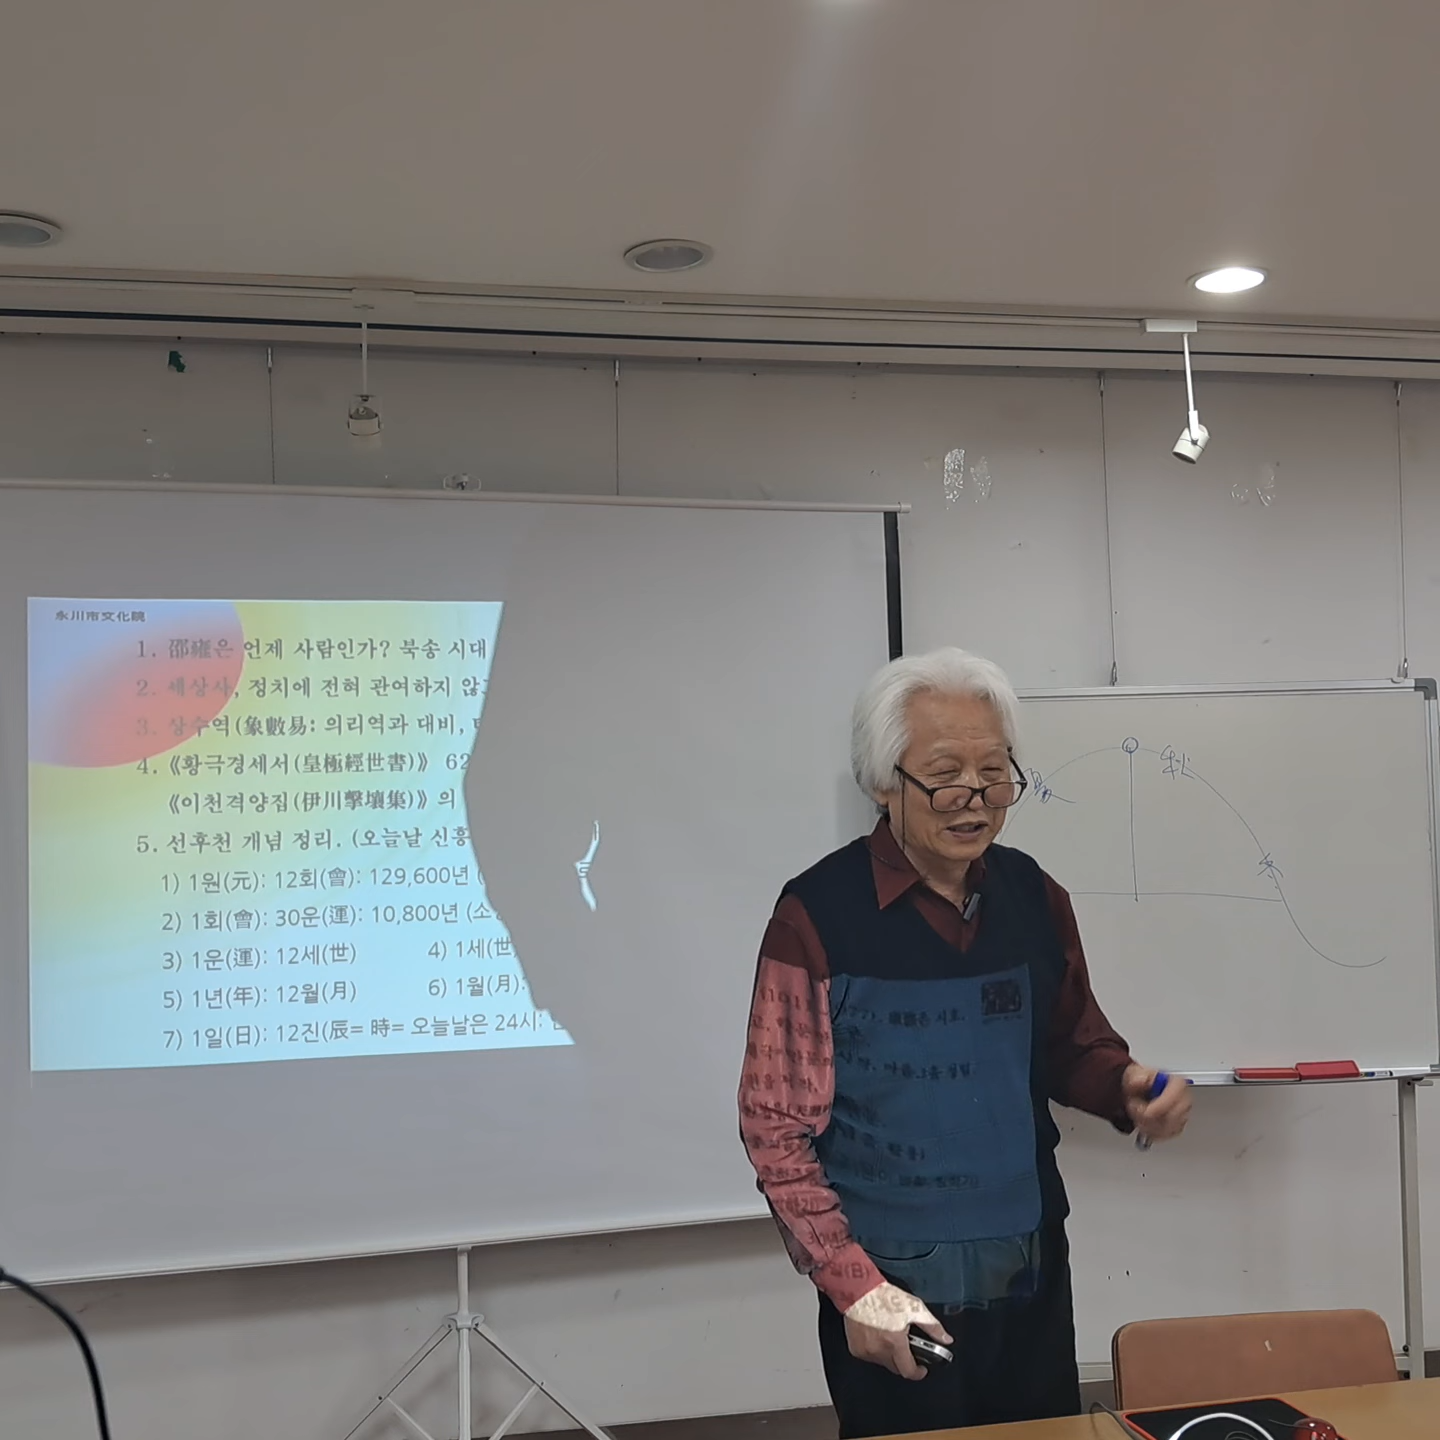 永川市文化院
1. 邵雍은 언제 사람인가? 북송 시대
2. 세상사, 정치에 전혀 관여하지 않고
3. 상수역(象數易: 의리역과 대비,
4. 《황극경세서(皇極經世書)》 62
《이천격양집(伊川擊壤集)》의
5. 선후천 개념 정리. (오늘날 신흥
1) 1원(元): 12회(會): 129,600년 (
2) 1회(會): 30운(運): 10,800년 (소
3) 1운(運): 12세(世) 4) 1세(世
5) 1년(年): 12월(月) 6) 1월(月):
7) 1일(日): 12진(辰= 時= 오늘날은 24시:
夏
秋
冬